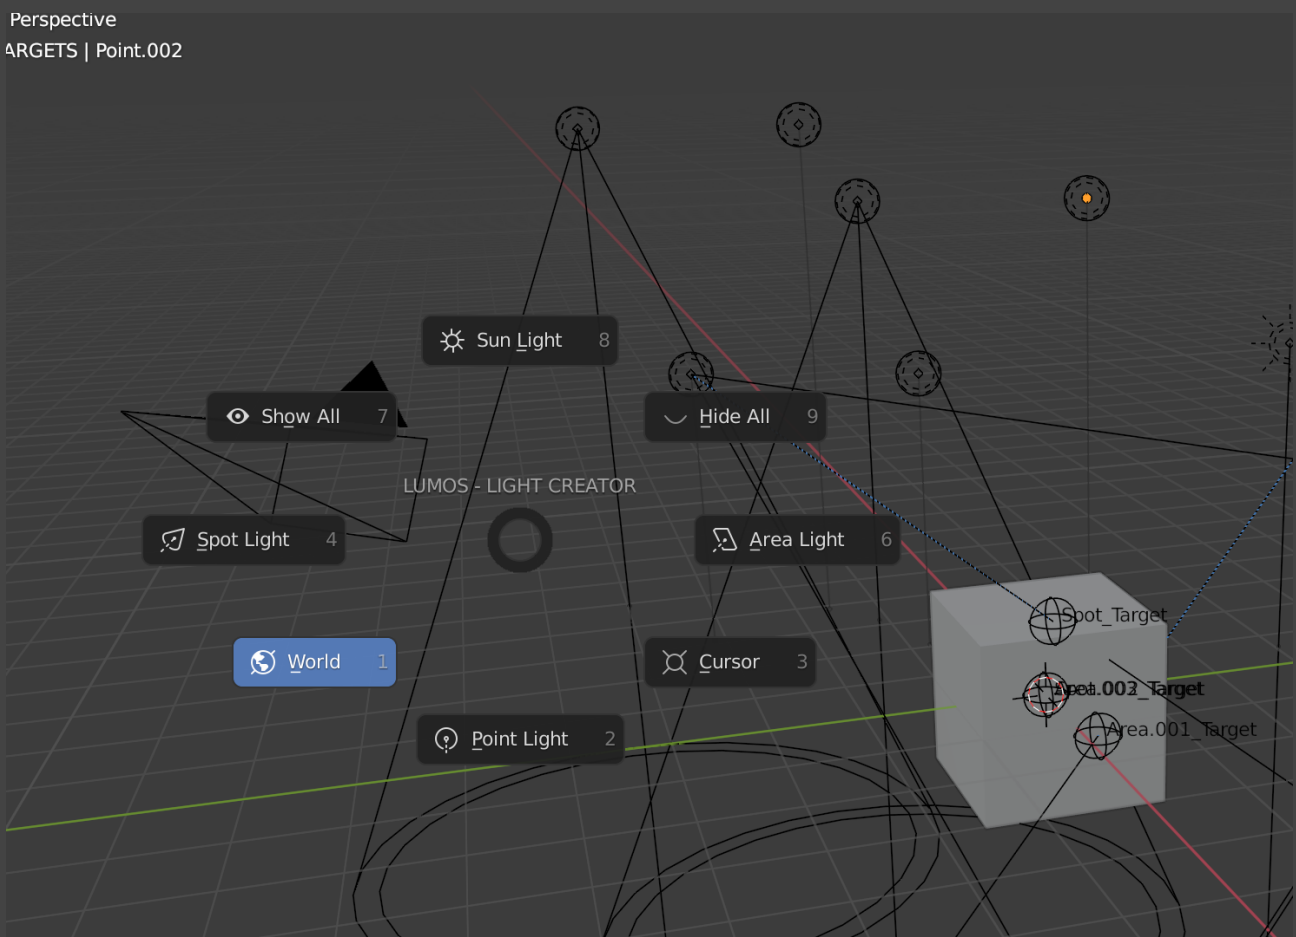 Perspective
ARGETS | Point.002
Sun Light 8
Show All 7
Hide All 9
LUMOS - LIGHT CREATOR
Spot Light 4
Area Light 6
Spot_Target
World 1
Cursor 3
_Target
Area.001_Target
Point Light 2